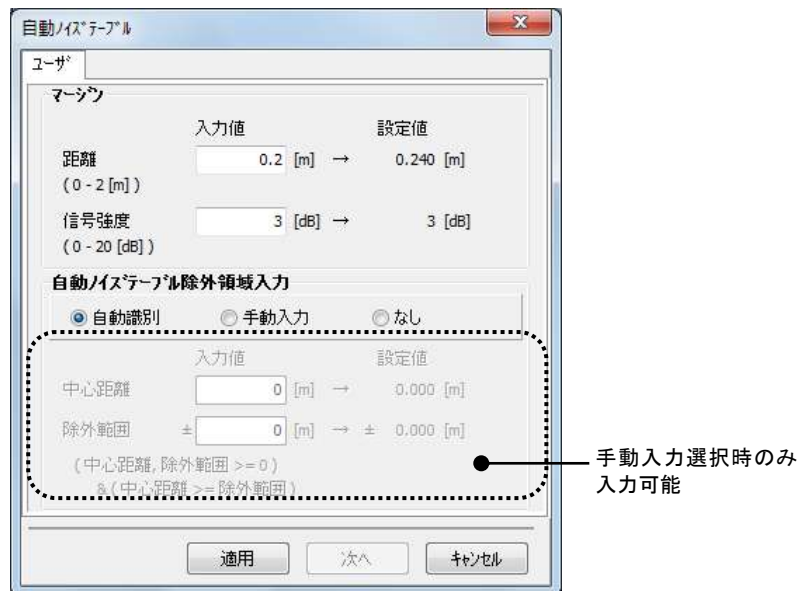 自動ﾉｲｽﾞﾃｰﾌﾞﾙ
X
ﾕｰｻﾞ
ﾏｰｼﾞﾝ
入力値 設定値
距離 0.2 [m] → 0.240 [m]
( 0 - 2 [m] )
信号強度 3 [dB] → 3 [dB]
( 0 - 20 [dB] )
自動ﾉｲｽﾞﾃｰﾌﾞﾙ除外領域入力
自動識別 手動入力 なし
入力値 設定値
中心距離 0 [m] → 0.000 [m]
除外範囲 ± 0 [m] → ± 0.000 [m]
( 中心距離, 除外範囲 >= 0 )
& ( 中心距離 >= 除外範囲 )
手動入力選択時のみ
入力可能
適用 次へ ｷｬﾝｾﾙ